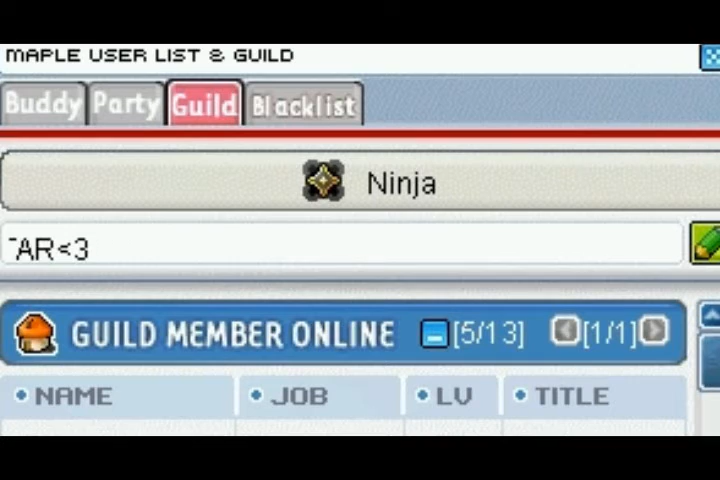 MAPLE USER LIST & GUILD
Buddy Party Guild Blacklist
Ninja
AR<3
GUILD MEMBER ONLINE [5/13] [1/1]
NAME JOB LV TITLE